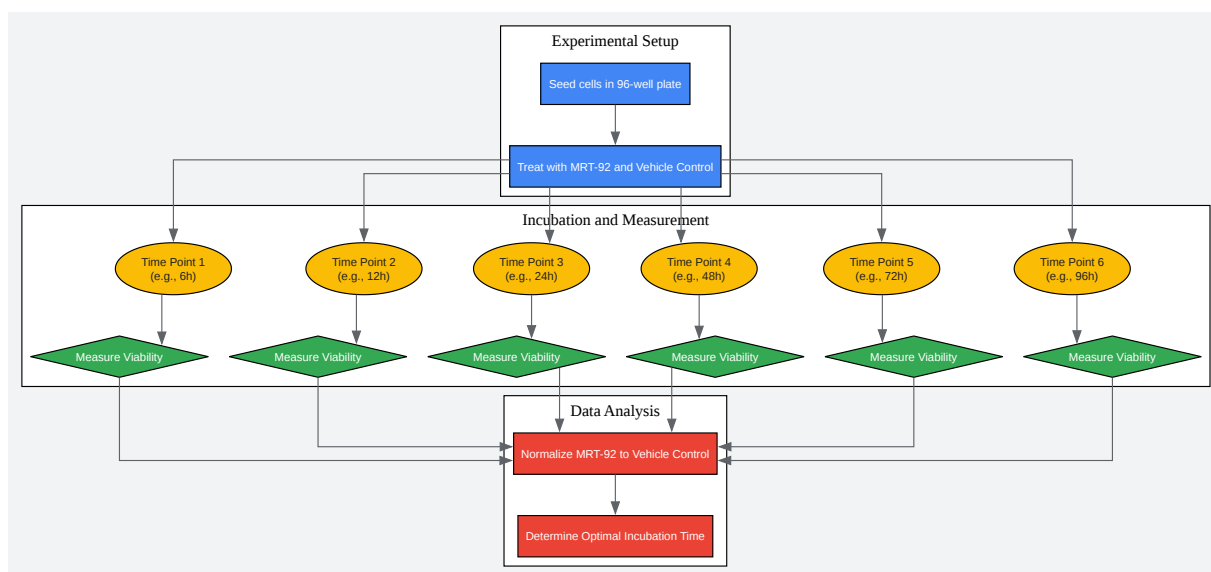 Experimental Setup
Seed cells in 96-well plate
Treat with MRT-92 and Vehicle Control
Incubation and Measurement
Time Point 1
(e.g., 6h)
Time Point 2
(e.g., 12h)
Time Point 3
(e.g., 24h)
Time Point 4
(e.g., 48h)
Time Point 5
(e.g., 72h)
Time Point 6
(e.g., 96h)
Measure Viability
Measure Viability
Measure Viability
Measure Viability
Measure Viability
Measure Viability
Data Analysis
Normalize MRT-92 to Vehicle Control
Determine Optimal Incubation Time